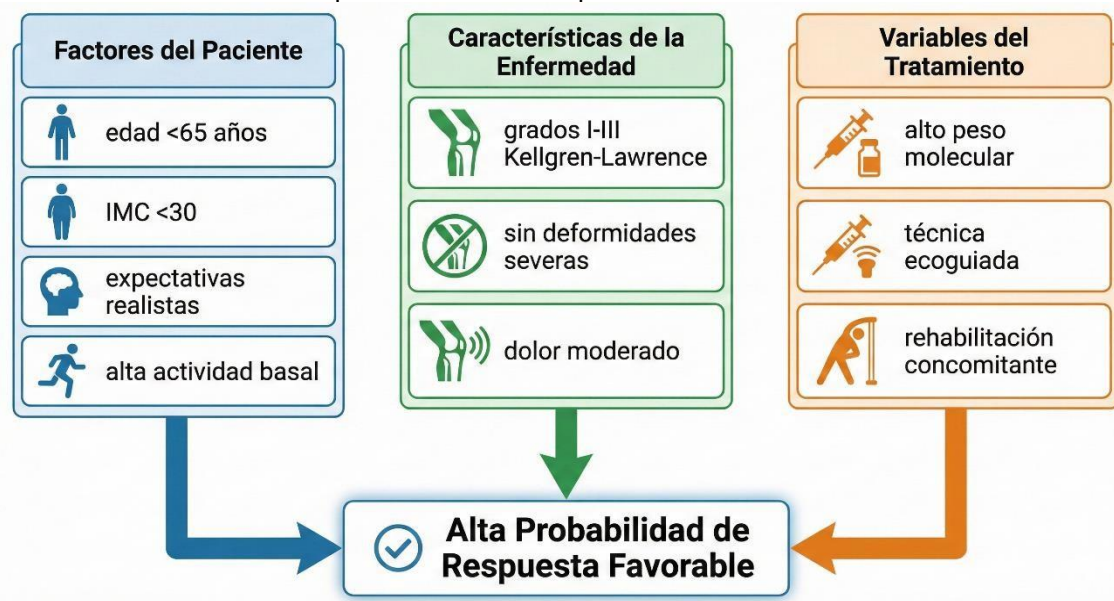 Factores del Paciente
edad <65 años
IMC <30
expectativas
realistas
alta actividad basal
Características de la
Enfermedad
grados I-III
Kellgren-Lawrence
sin deformidades
severas
dolor moderado
Variables del
Tratamiento
alto peso
molecular
técnica
ecoguiada
rehabilitación
concomitante
Alta Probabilidad de
Respuesta Favorable